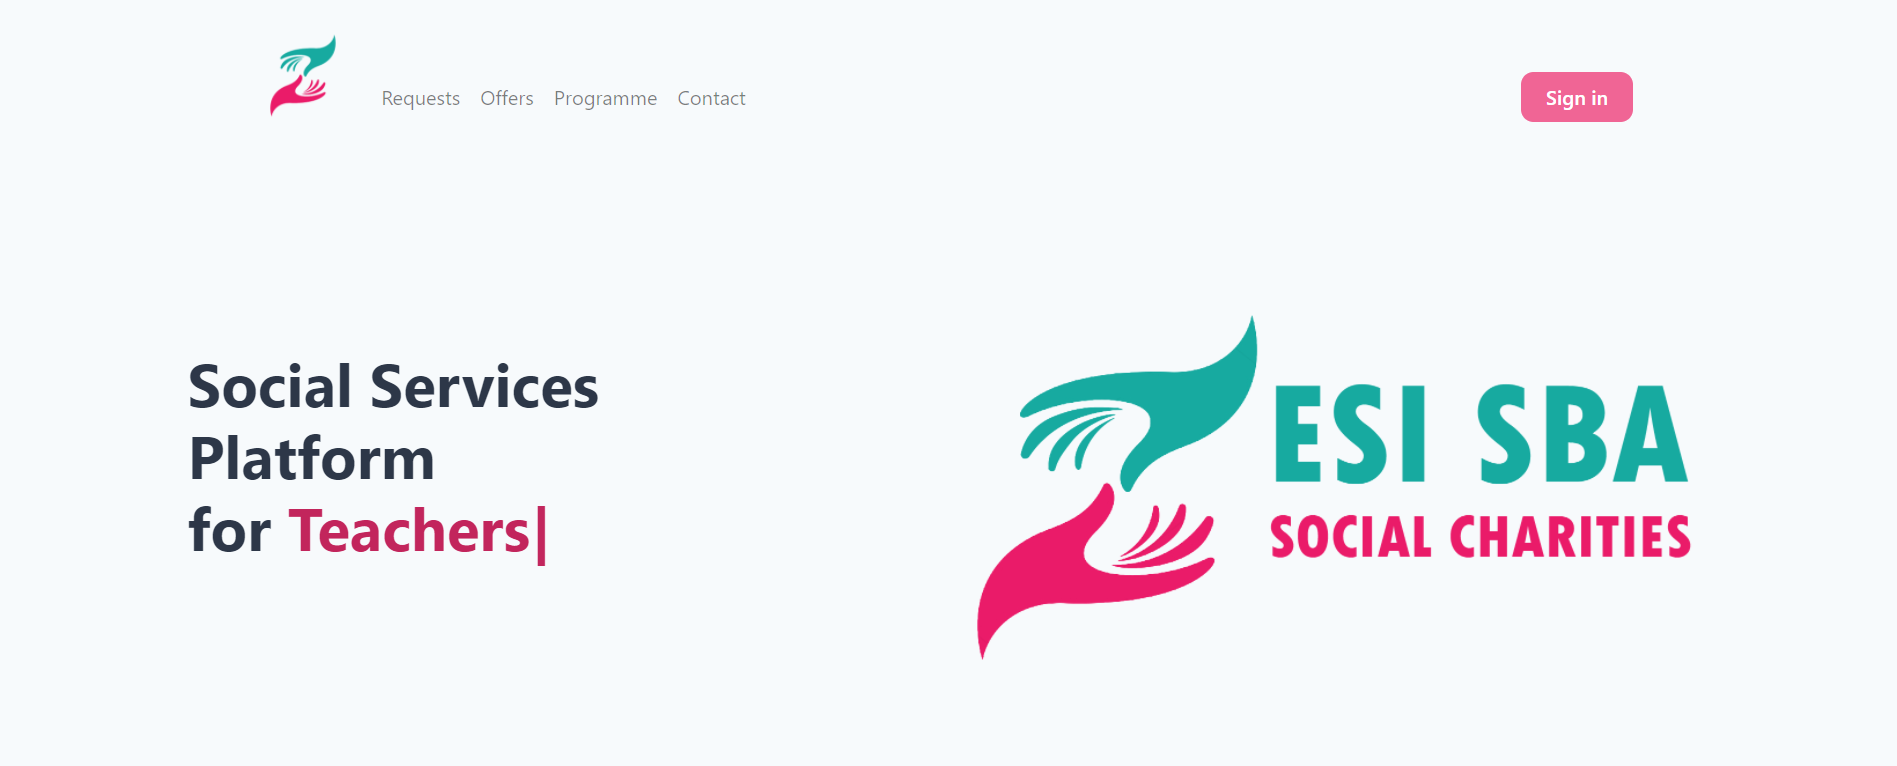 Requests Offers Programme Contact
Sign in
Social Services
Platform
for Teachers|
ESI SBA
SOCIAL CHARITIES